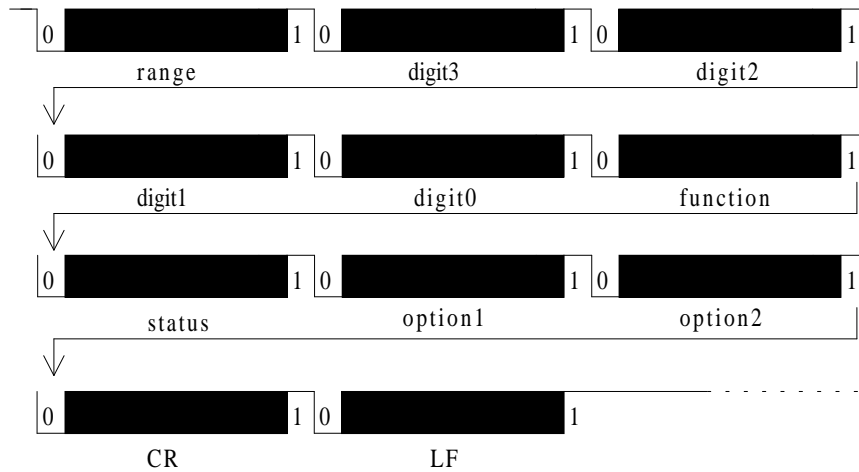 0 1 0 1 0 1
range digit3 digit2
0 1 0 1 0 1
digit1 digit0 function
0 1 0 1 0 1
status option1 option2
0 1 0 1
CR LF